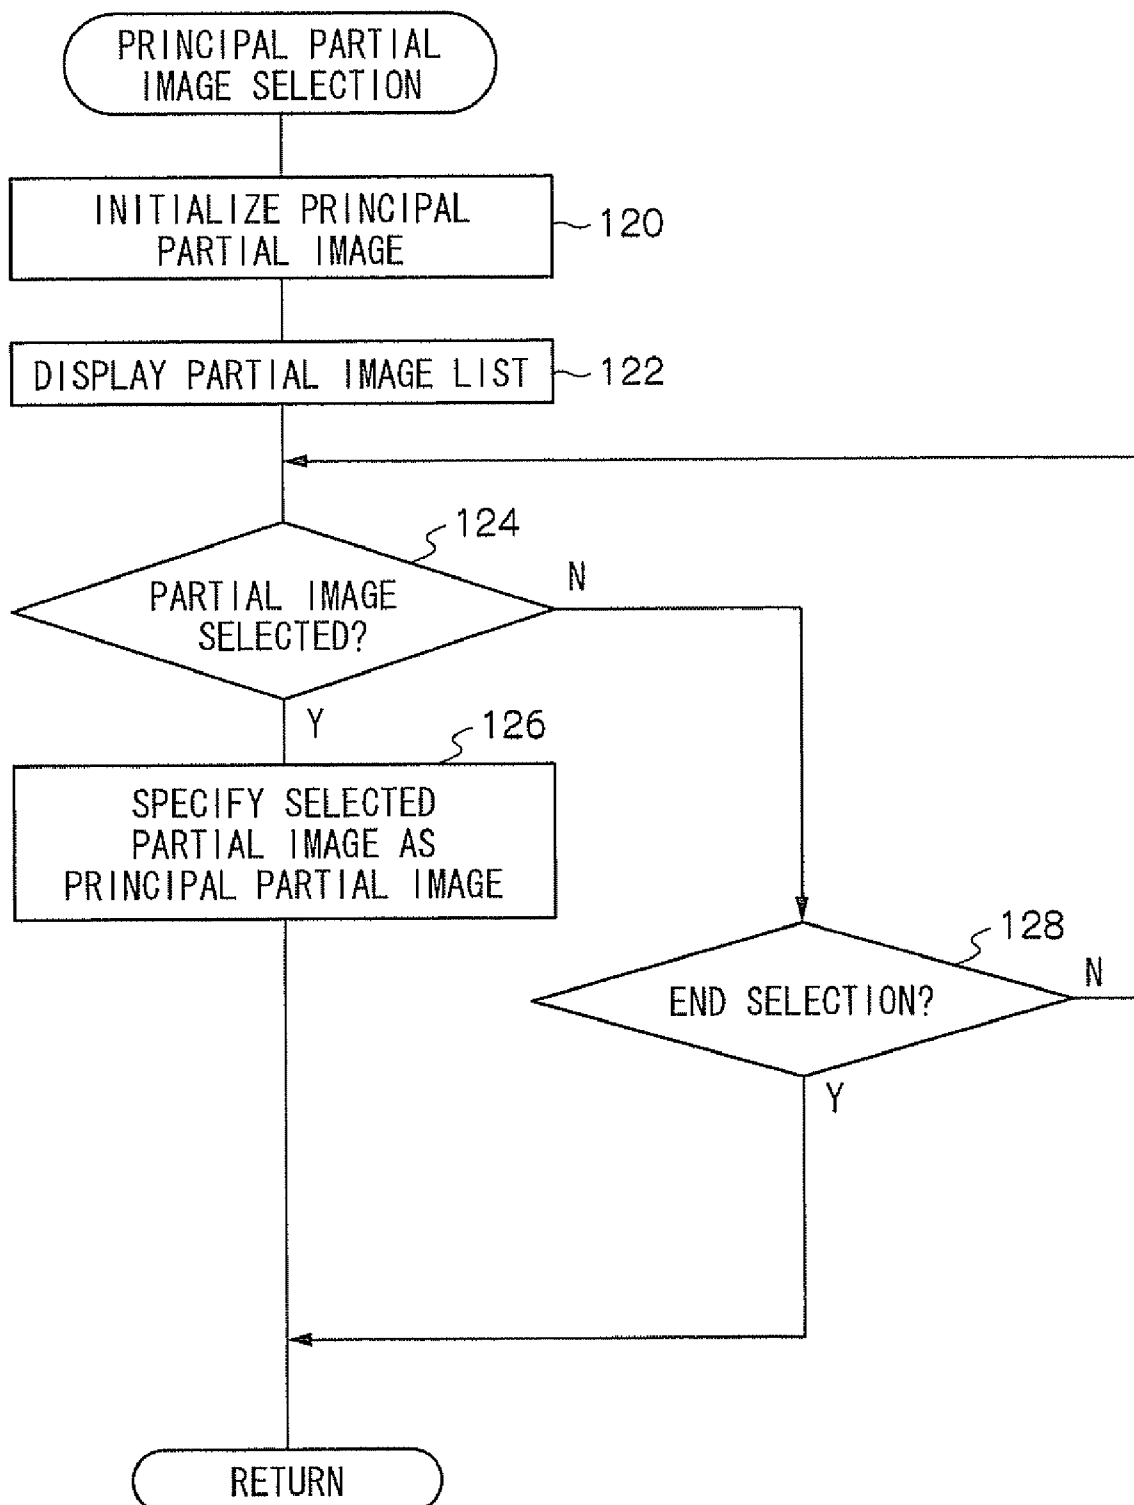 PRINCIPAL PARTIAL
IMAGE SELECTION
INITIALIZE PRINCIPAL
PARTIAL IMAGE
120
DISPLAY PARTIAL IMAGE LIST
122
124
PARTIAL IMAGE
SELECTED?
N
Y
126
SPECIFY SELECTED
PARTIAL IMAGE AS
PRINCIPAL PARTIAL IMAGE
128
END SELECTION?
N
Y
RETURN